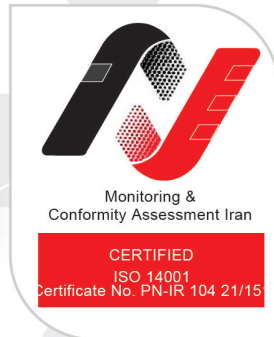 Monitoring &
Conformity Assessment Iran
CERTIFIED
ISO 14001
Certificate No. PN-IR 104 21/15